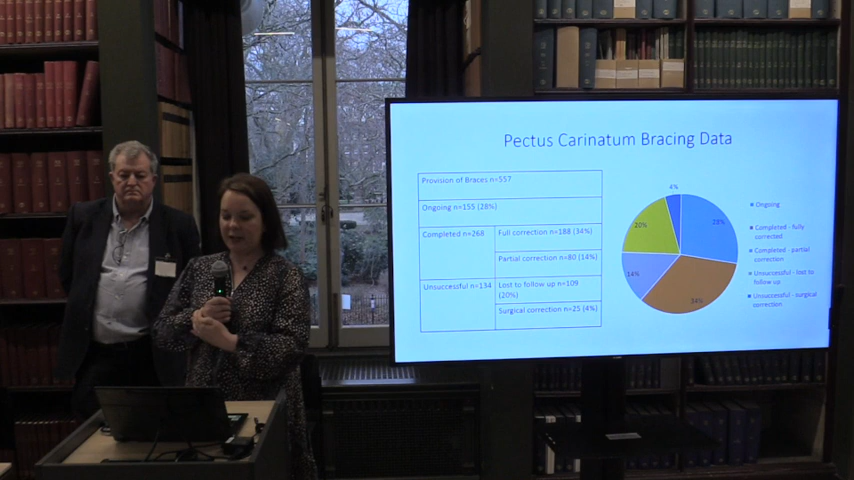 Pectus Carinatum Bracing Data
Provision of Braces n=557
Ongoing n=155 (28%)
Completed n=268
Full correction n=188 (34%)
Partial correction n=80 (14%)
Unsuccessful n=134
Lost to follow up n=109
(20%)
Surgical correction n=25 (4%)
4%
28%
20%
14%
34%
Ongoing
Completed - fully
corrected
Completed - partial
correction
Unsuccessful - lost to
follow up
Unsuccessful - surgical
correction